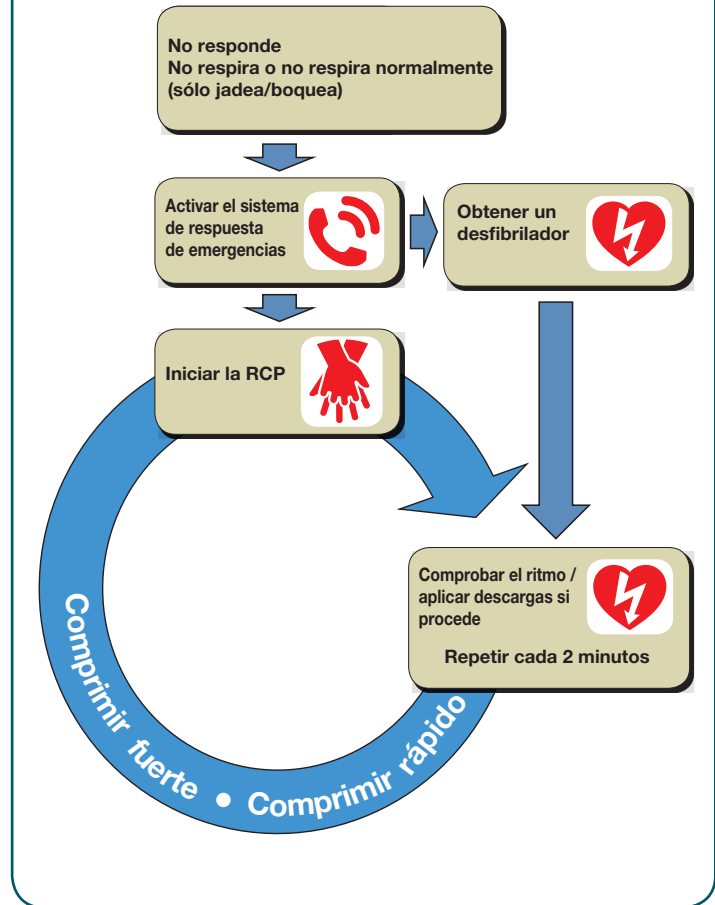 No responde
No respira o no respira normalmente
(sólo jadea/boquea)
Activar el sistema
de respuesta
de emergencias
Obtener un
desfibrilador
Iniciar la RCP
Comprobar el ritmo /
aplicar descargas si
procede
Repetir cada 2 minutos
Comprimir fuerte • Comprimir rápido